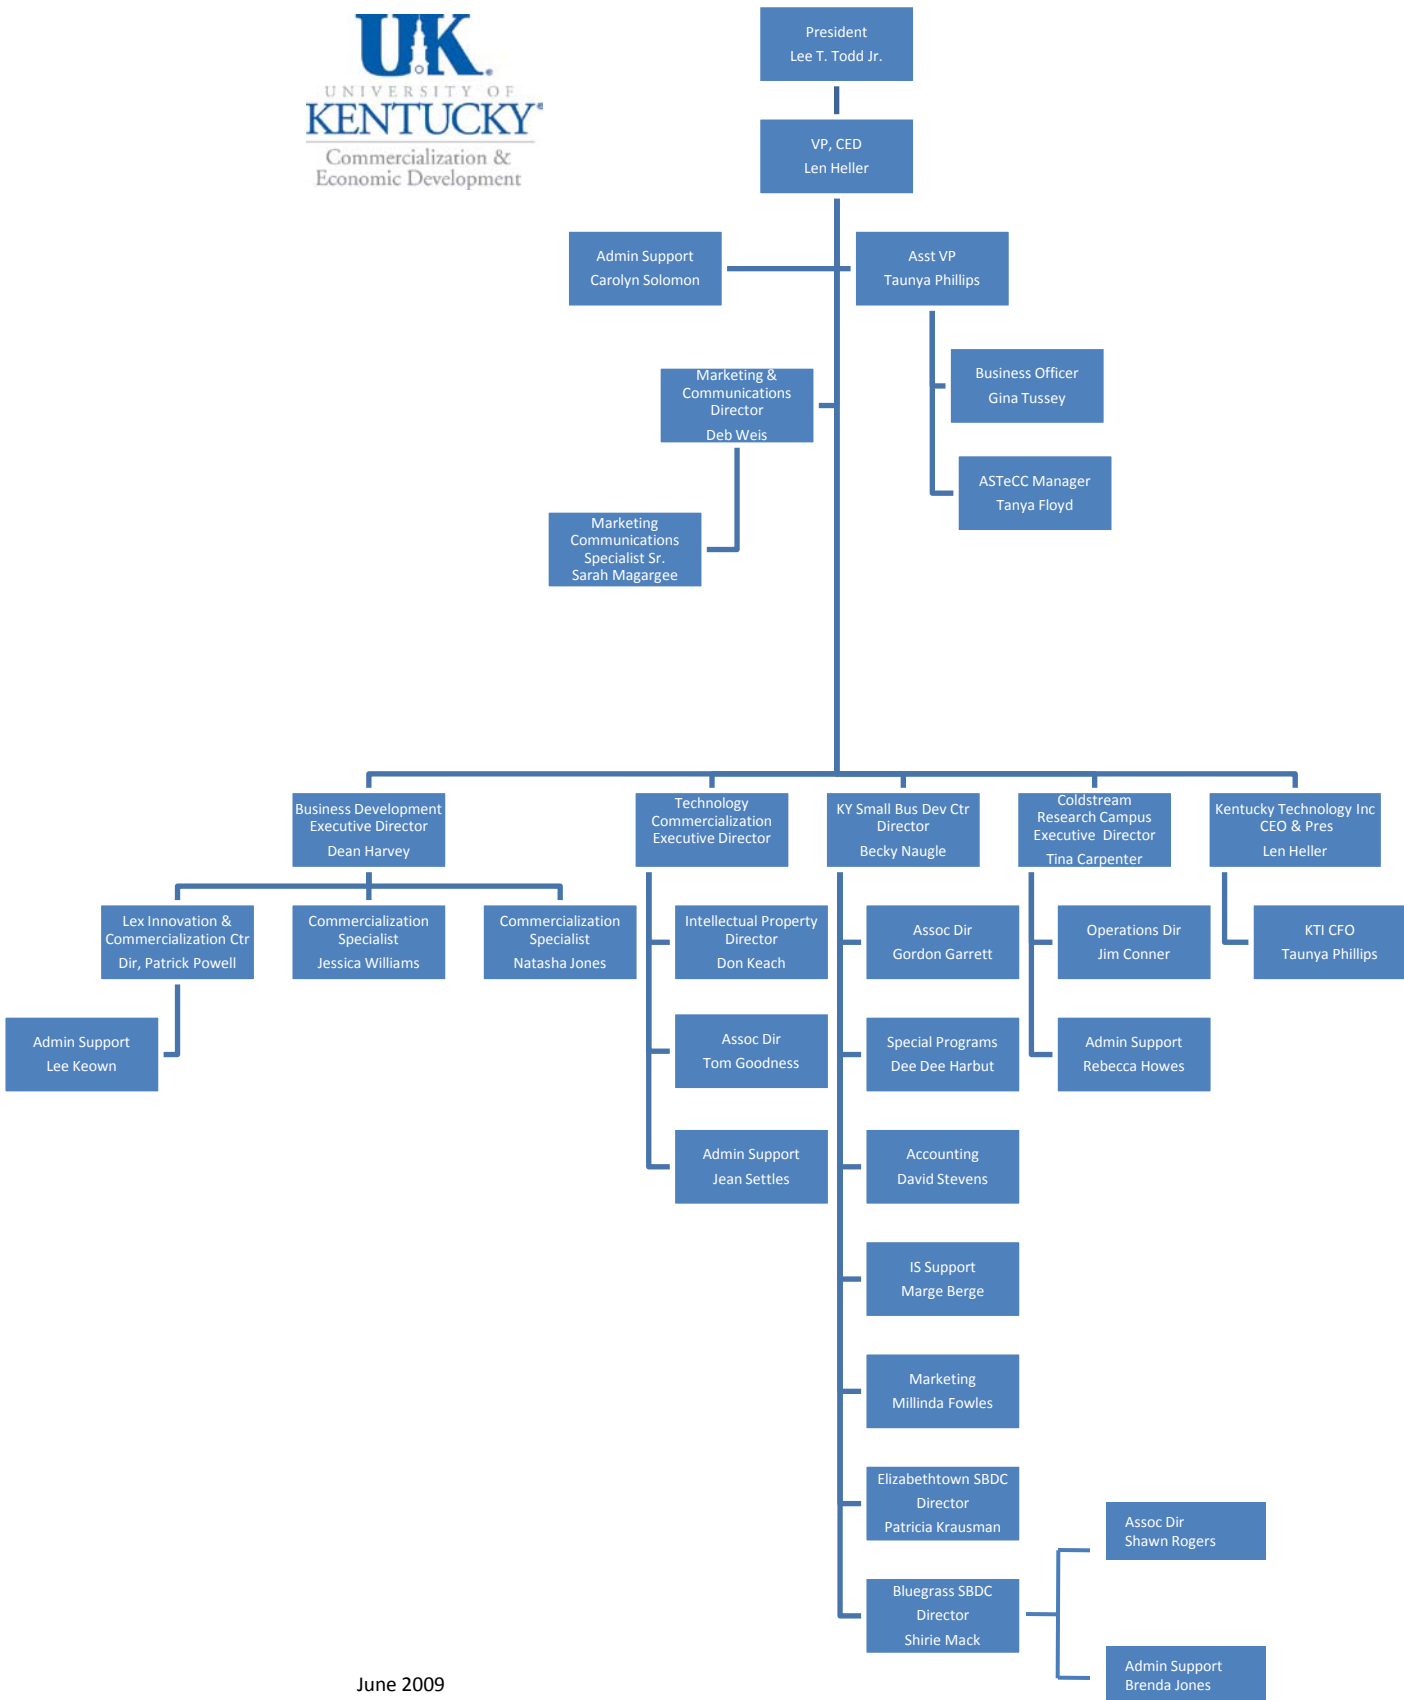 UK
UNIVERSITY OF
KENTUCKY®
Commercialization &
Economic Development
President
Lee T. Todd Jr.
VP, CED
Len Heller
Admin Support
Carolyn Solomon
Asst VP
Taunya Phillips
Business Officer
Gina Tussey
Marketing &
Communications
Director
Deb Weis
ASTeCC Manager
Tanya Floyd
Marketing
Communications
Specialist Sr.
Sarah Magargee
Business Development
Executive Director
Dean Harvey
Technology
Commercialization
Executive Director
KY Small Bus Dev Ctr
Director
Becky Naugle
Coldstream
Research Campus
Executive Director
Tina Carpenter
Kentucky Technology Inc
CEO & Pres
Len Heller
Lex Innovation &
Commercialization Ctr
Dir, Patrick Powell
Commercialization
Specialist
Jessica Williams
Commercialization
Specialist
Natasha Jones
Intellectual Property
Director
Don Keach
Assoc Dir
Gordon Garrett
Operations Dir
Jim Conner
KTI CFO
Taunya Phillips
Admin Support
Lee Keown
Assoc Dir
Tom Goodness
Special Programs
Dee Dee Harbut
Admin Support
Rebecca Howes
Admin Support
Jean Settles
Accounting
David Stevens
IS Support
Marge Berge
Marketing
Millinda Fowles
Elizabethtown SBDC
Director
Patricia Krausman
Assoc Dir
Shawn Rogers
Bluegrass SBDC
Director
Shirie Mack
Admin Support
Brenda Jones
June 2009